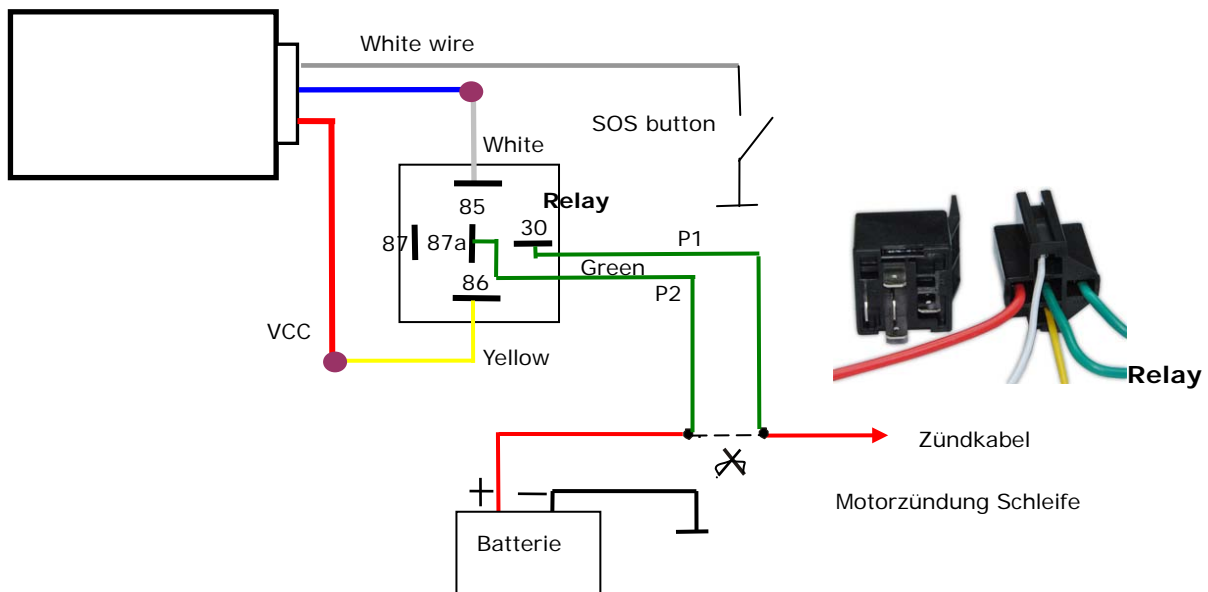 White wire
SOS button
White
85
Relay
87
87a
30
P1
Green
86
P2
VCC
Yellow
Relay
Zündkabel
+
−
Motorzündung Schleife
Batterie